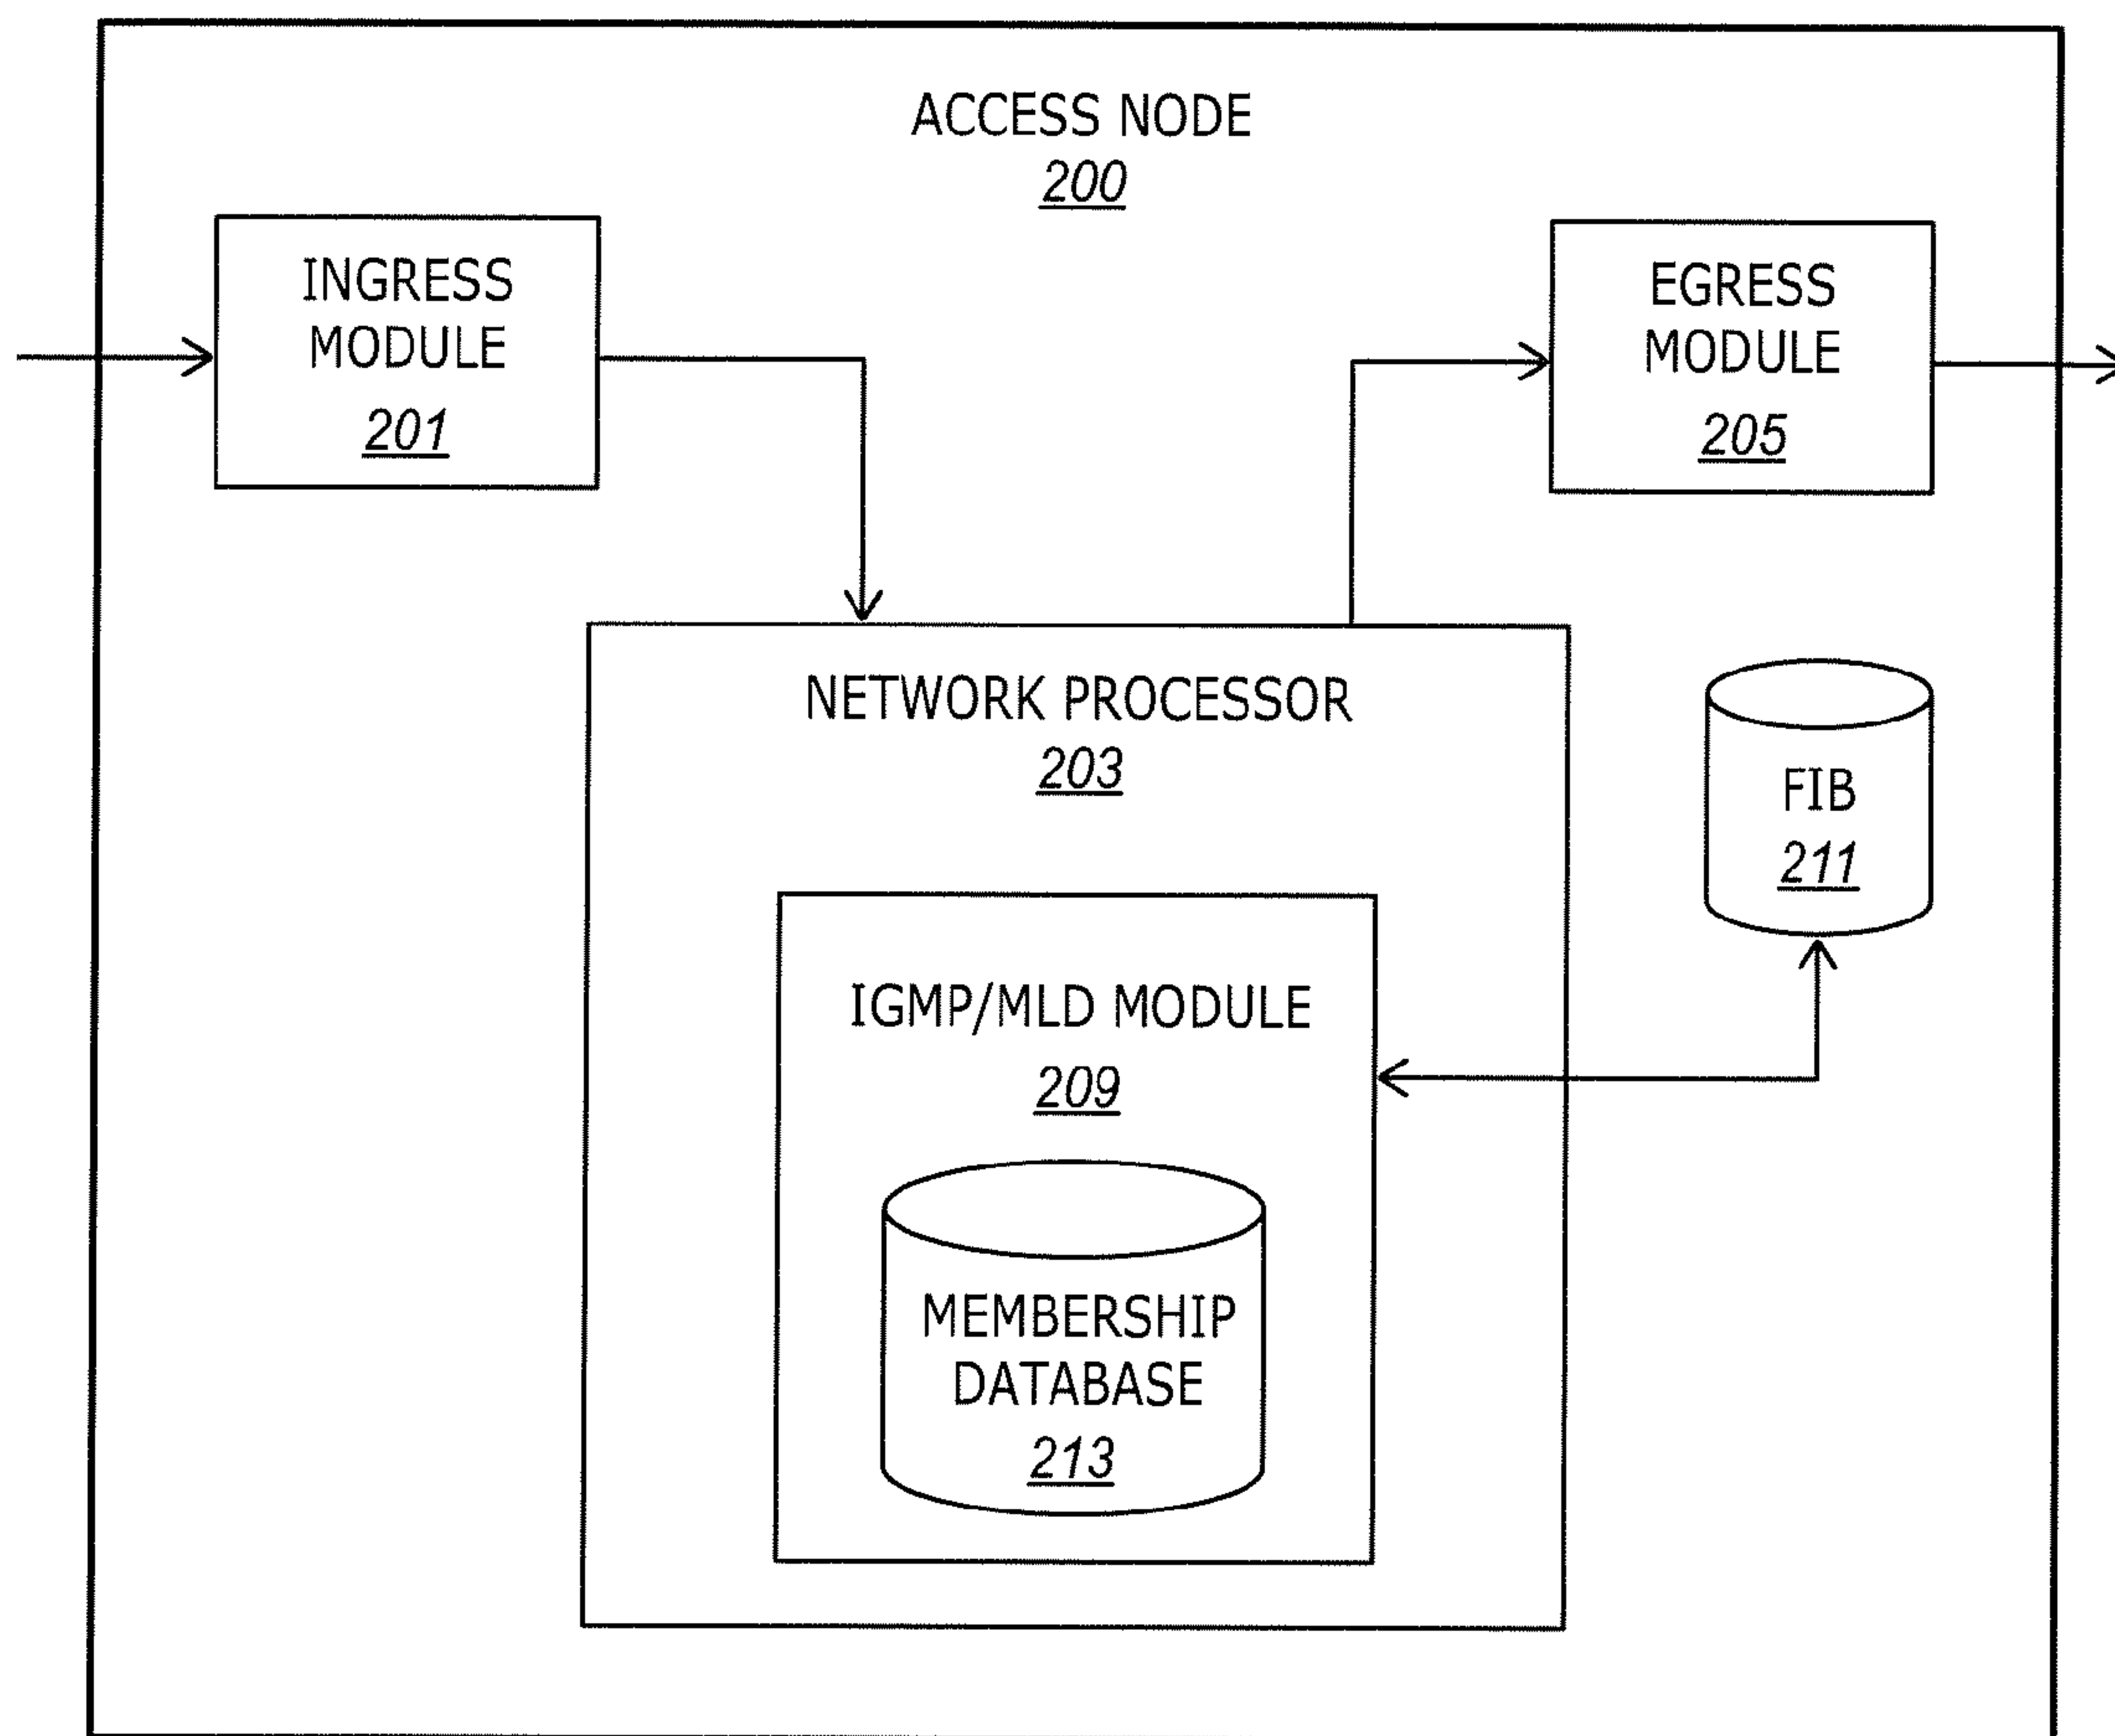 ACCESS NODE
200
INGRESS
MODULE
201
EGRESS
MODULE
205
NETWORK PROCESSOR
203
FIB
211
IGMP/MLD MODULE
209
MEMBERSHIP
DATABASE
213